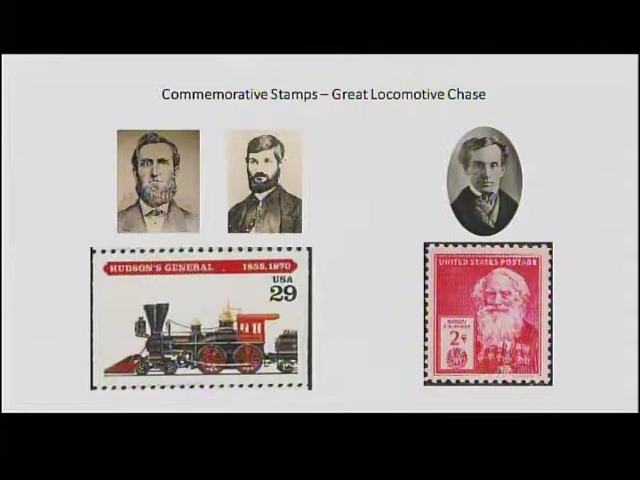 Commemorative Stamps – Great Locomotive Chase
HUDSON'S GENERAL 1855, 1870
USA
29
UNITED STATES POSTAGE
2¢